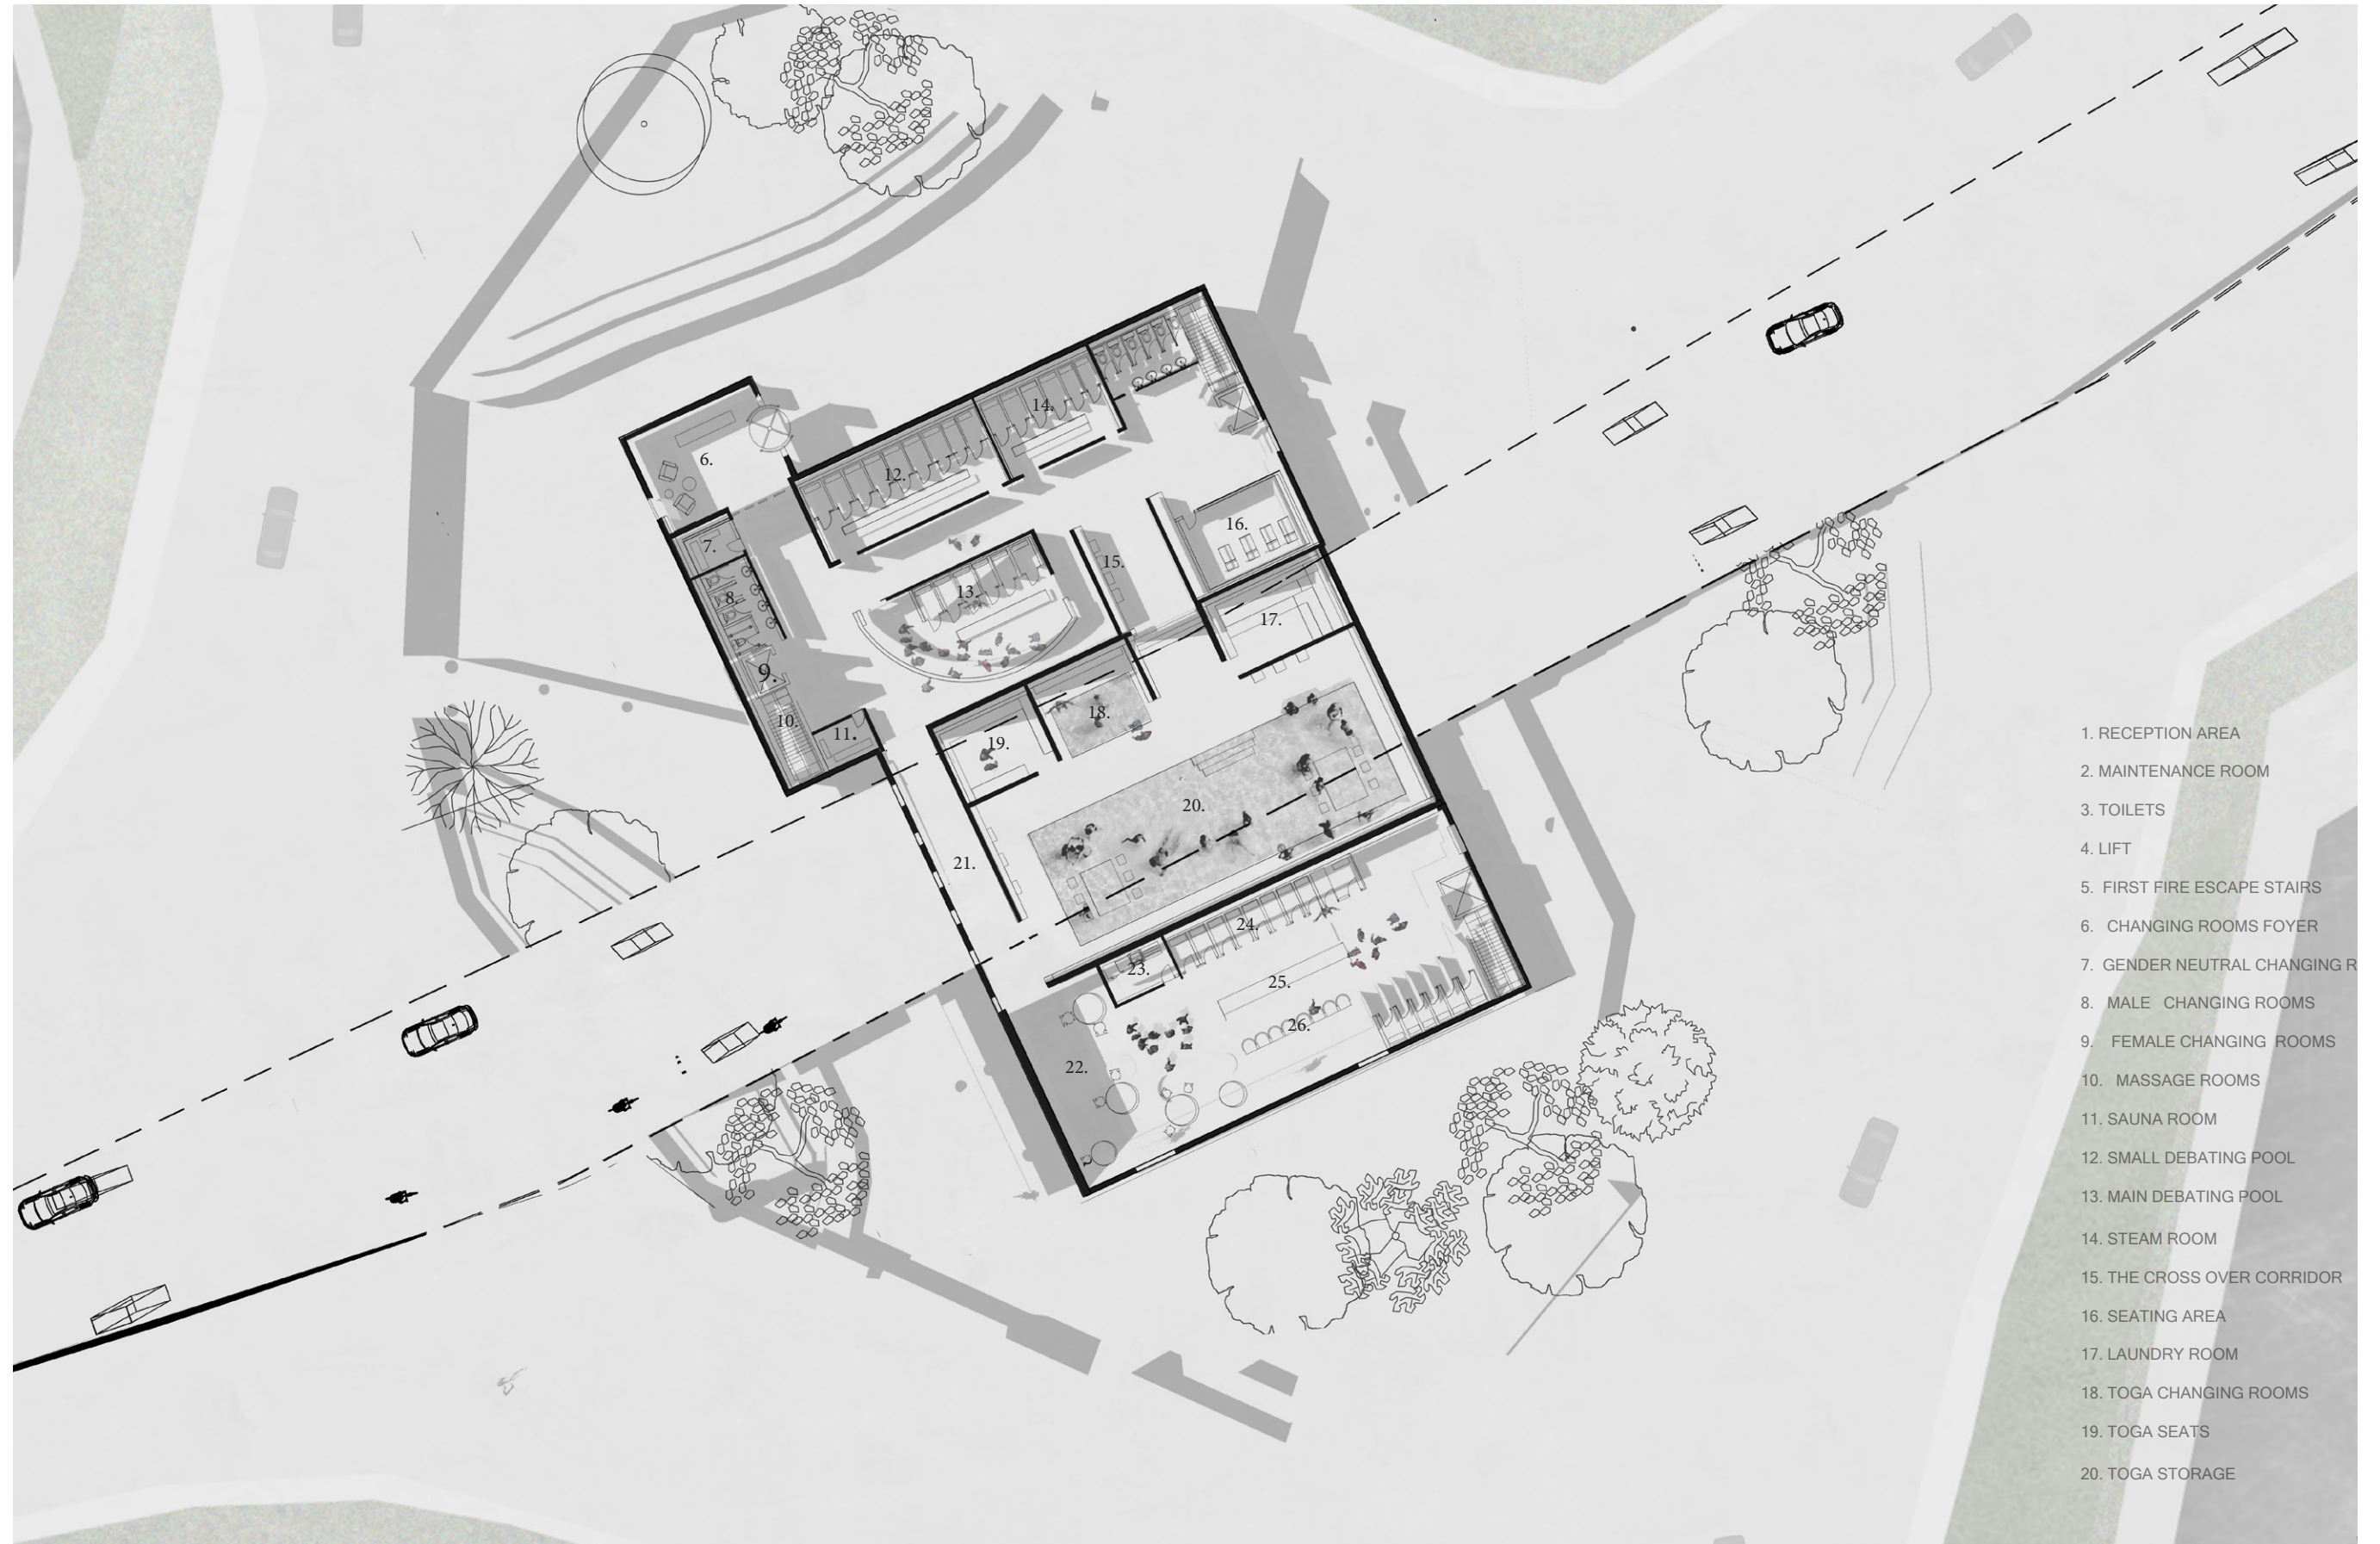 6.
14.
12.
16.
7.
15.
13.
8.
17.
9.
18.
10.
11.
19.
20.
21.
24.
23.
25.
26.
22.
1. RECEPTION AREA
2. MAINTENANCE ROOM
3. TOILETS
4. LIFT
5. FIRST FIRE ESCAPE STAIRS
6. CHANGING ROOMS FOYER
7. GENDER NEUTRAL CHANGING R
8. MALE CHANGING ROOMS
9. FEMALE CHANGING ROOMS
10. MASSAGE ROOMS
11. SAUNA ROOM
12. SMALL DEBATING POOL
13. MAIN DEBATING POOL
14. STEAM ROOM
15. THE CROSS OVER CORRIDOR
16. SEATING AREA
17. LAUNDRY ROOM
18. TOGA CHANGING ROOMS
19. TOGA SEATS
20. TOGA STORAGE